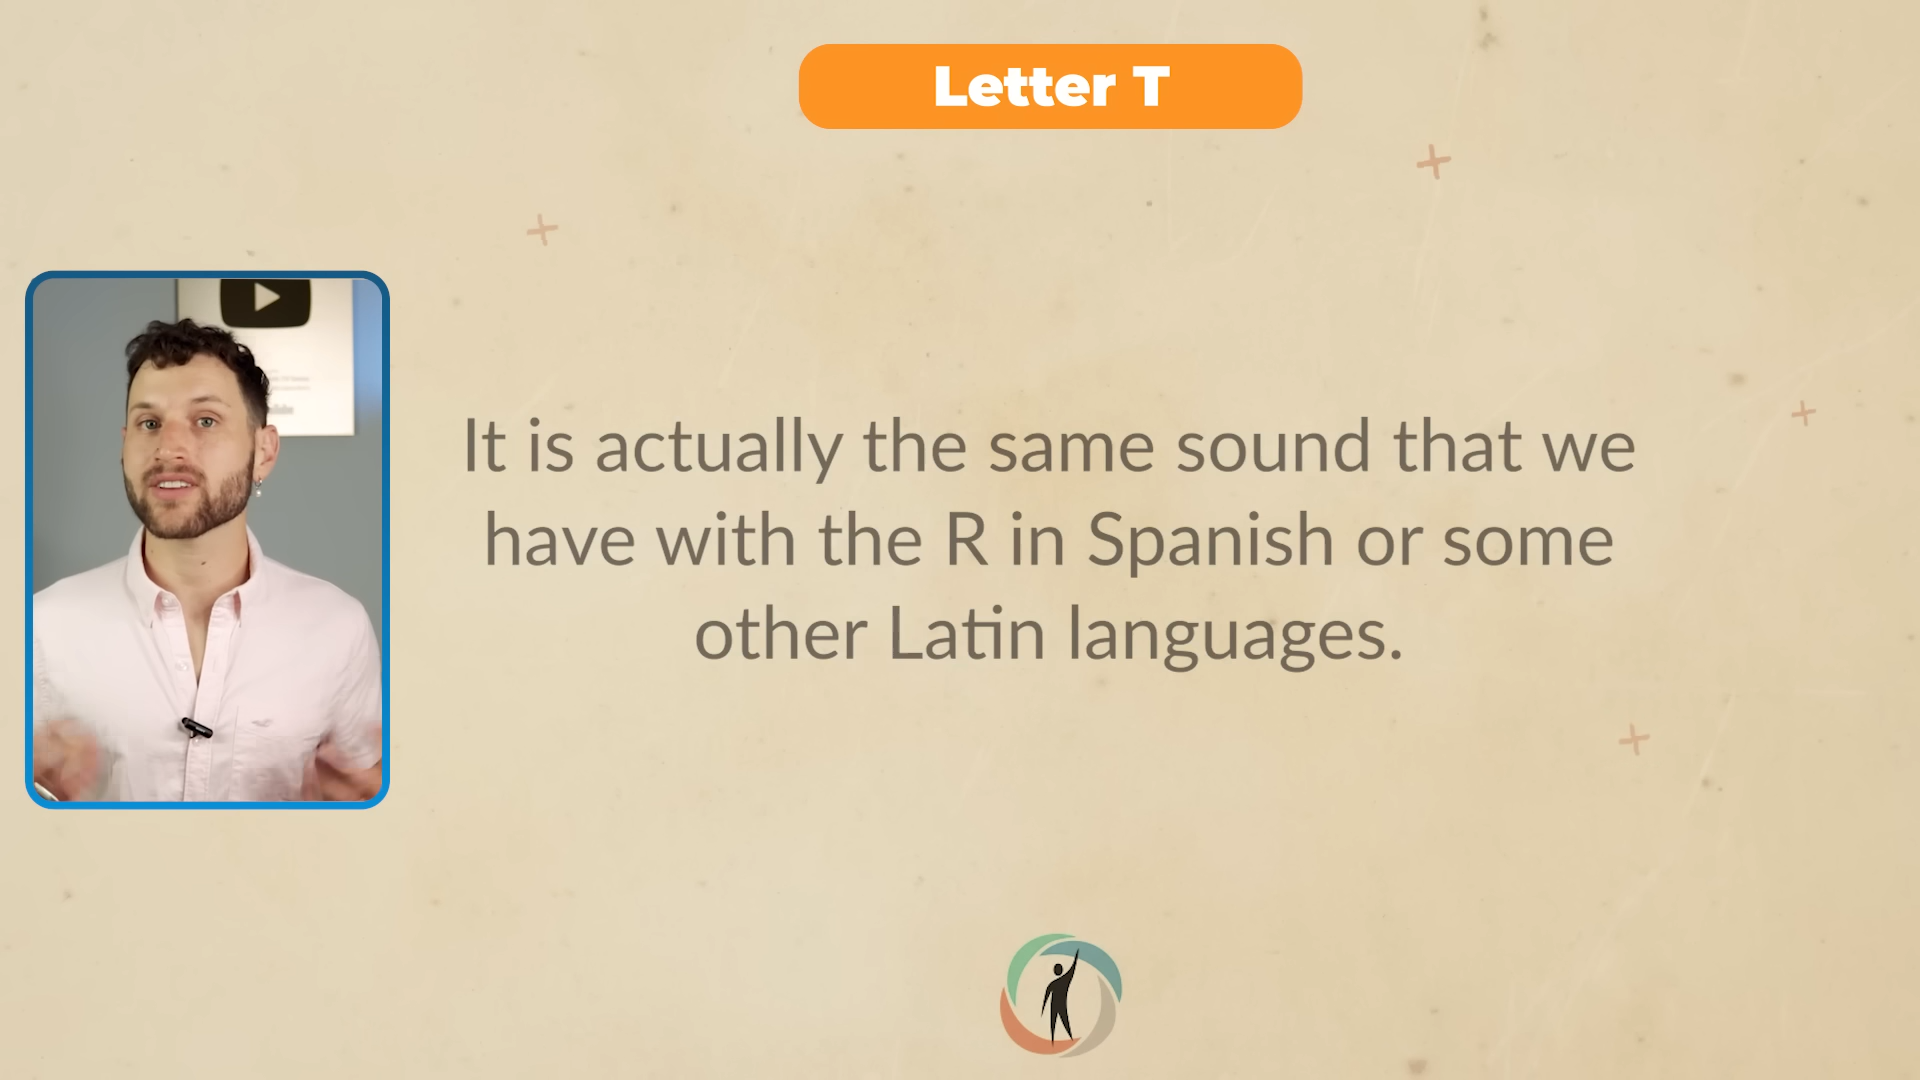 Letter T
It is actually the same sound that we
have with the R in Spanish or some
other Latin languages.